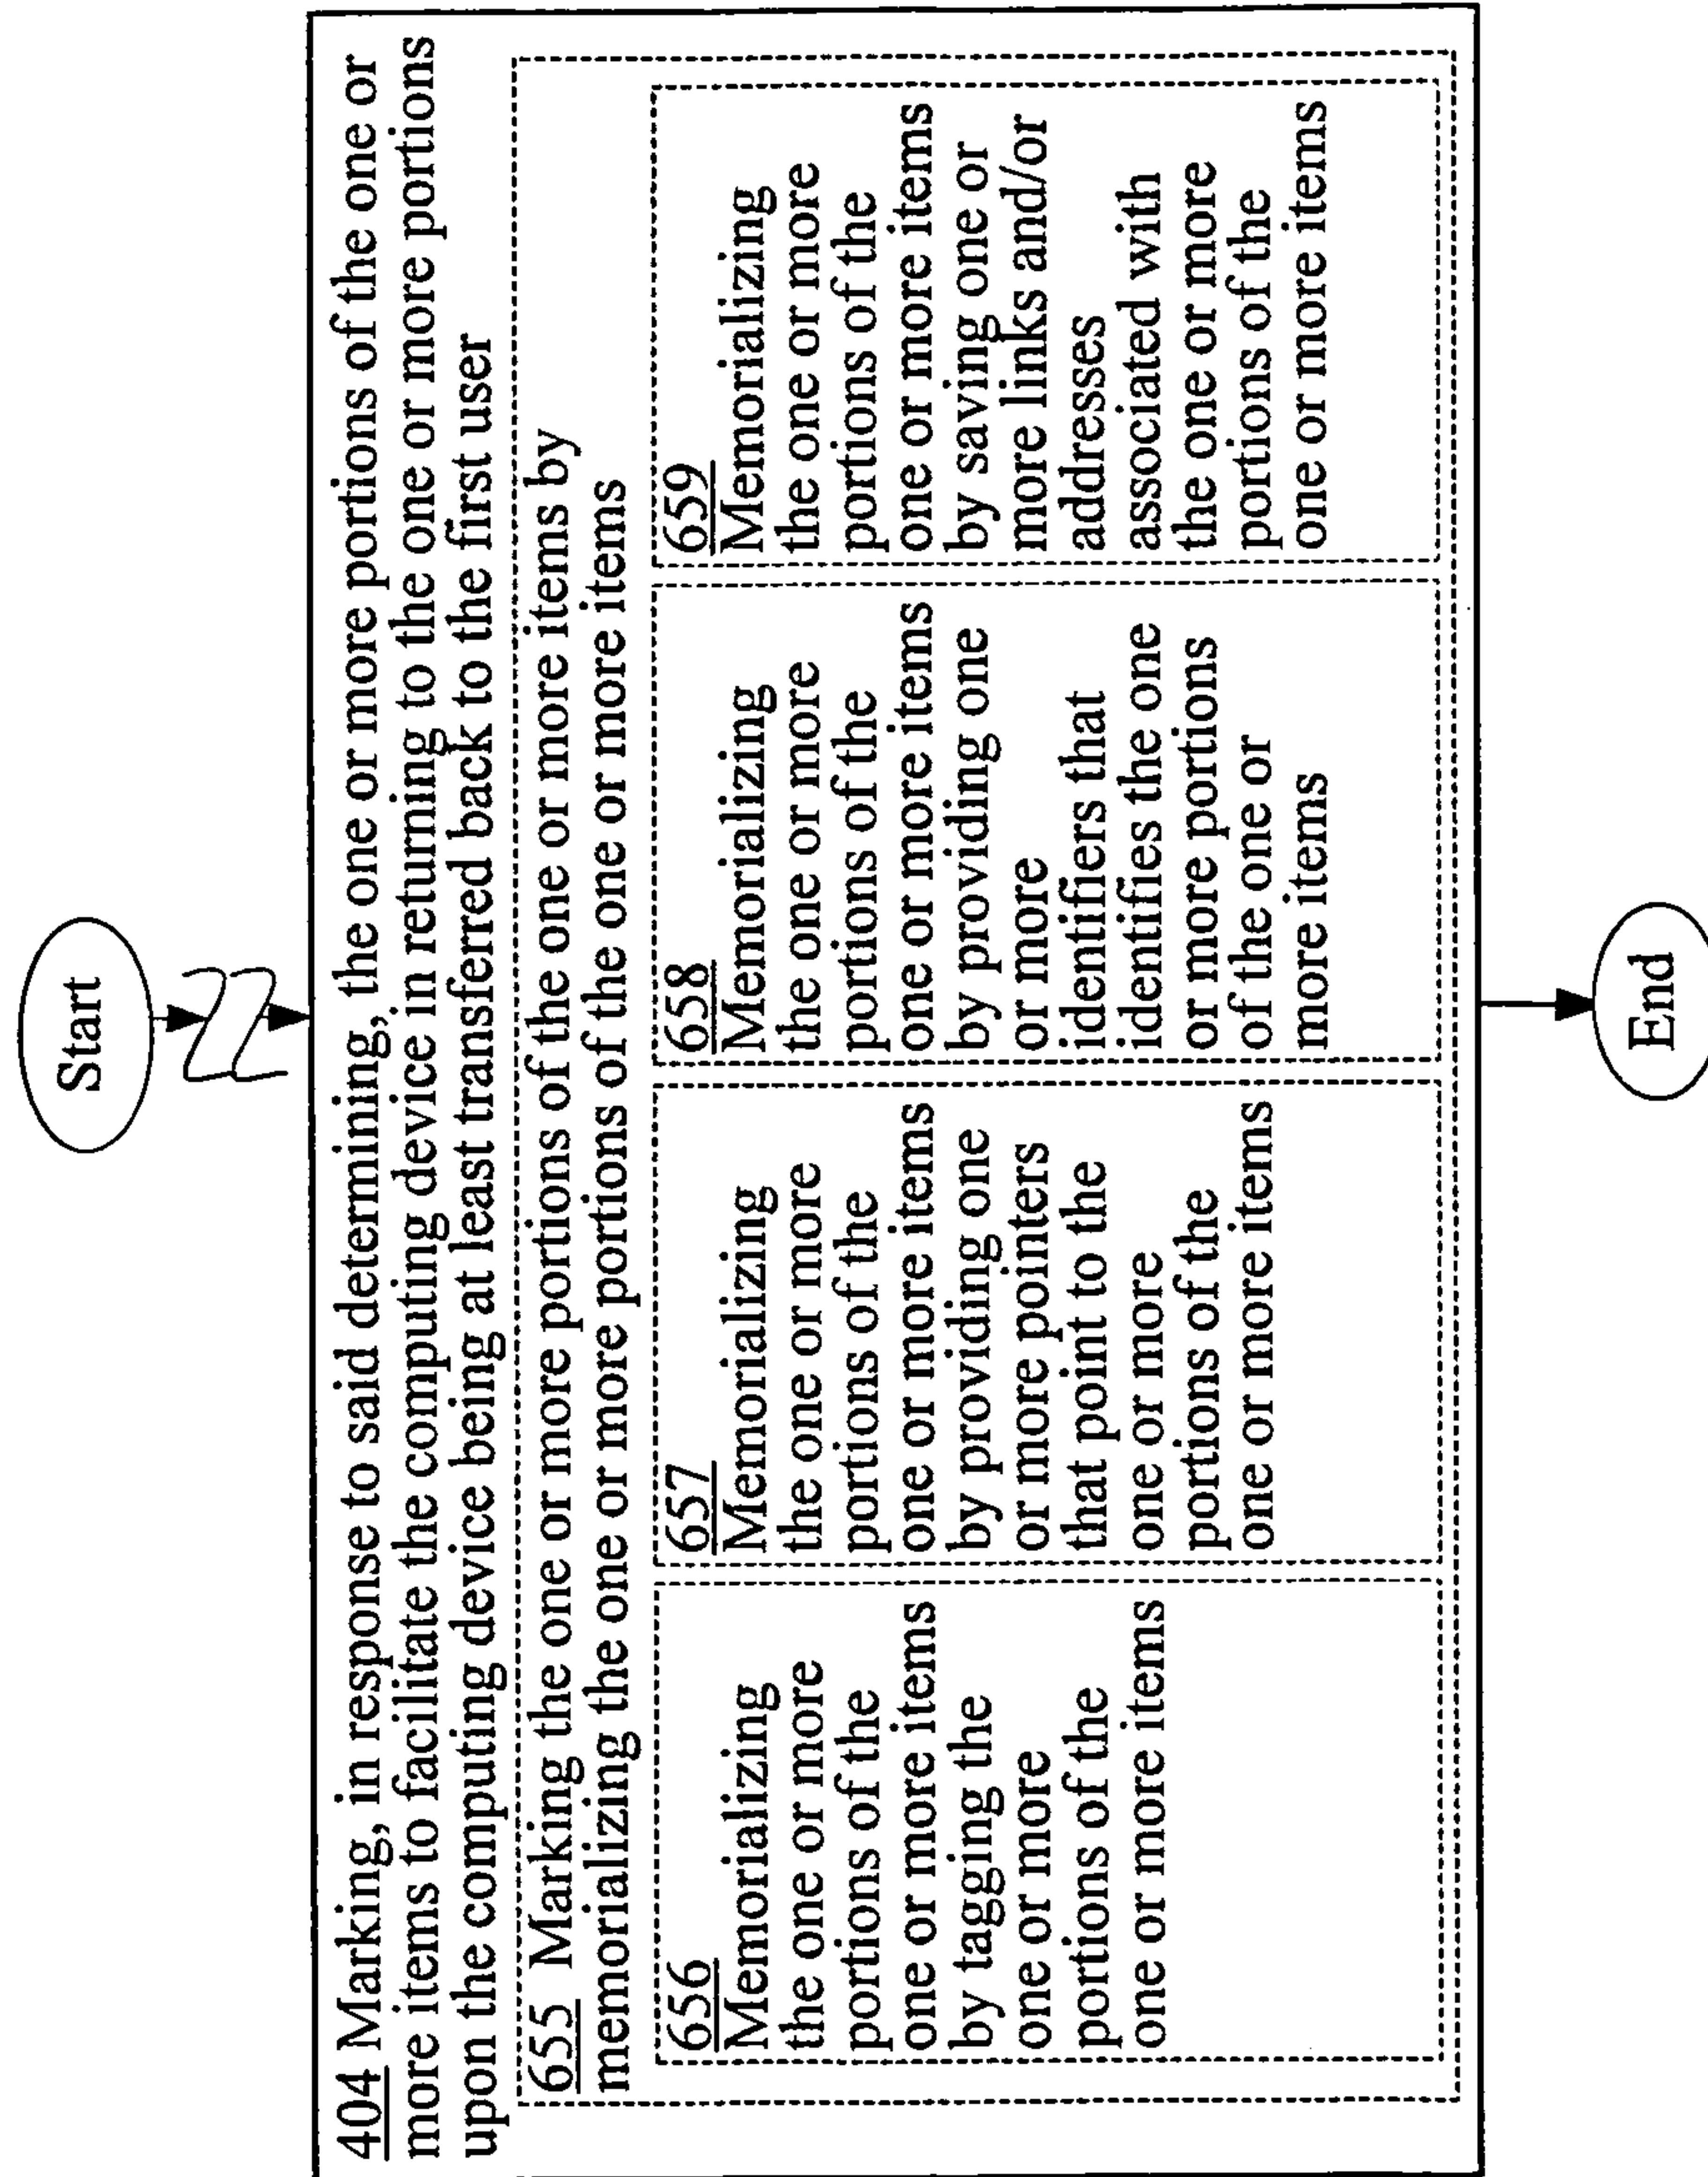 Start
404 Marking, in response to said determining, the one or more portions of the one or
more items to facilitate the computing device in returning to the one or more portions
upon the computing device being at least transferred back to the first user
655 Marking the one or more portions of the one or more items by
memorializing the one or more portions of the one or more items
656
Memorializing
the one or more
portions of the
one or more items
by tagging the
one or more
portions of the
one or more items
657
Memorializing
the one or more
portions of the
one or more items
by providing one
or more pointers
that point to the
one or more
portions of the
one or more items
658
Memorializing
the one or more
portions of the
one or more items
by providing one
or more
identifiers that
identifies the one
or more portions
of the one or
more items
659
Memorializing
the one or more
portions of the
one or more items
by saving one or
more links and/or
addresses
associated with
the one or more
portions of the
one or more items
End